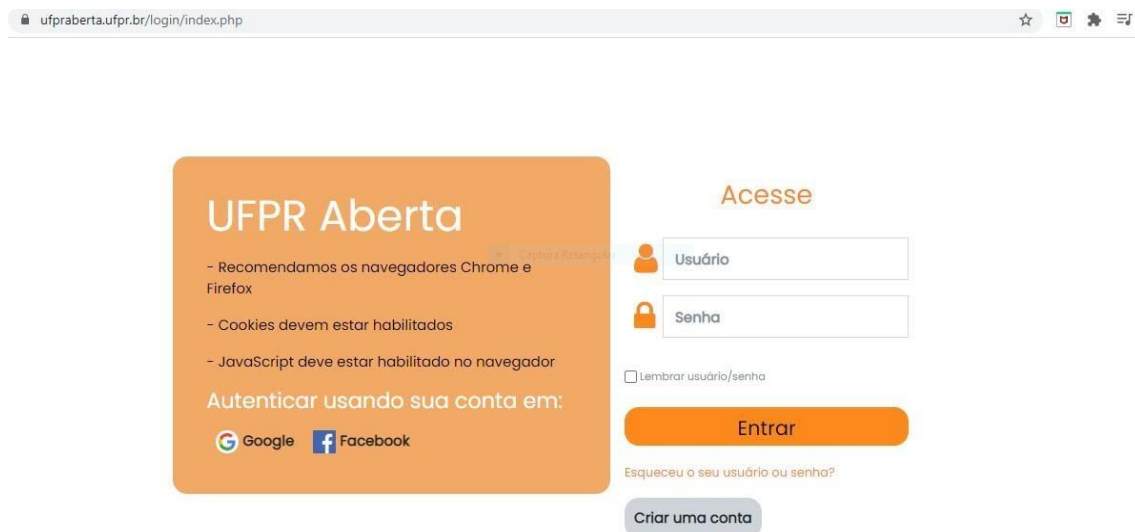 ufpraberta.ufpr.br/login/index.php
UFPR Aberta
- Recomendamos os navegadores Chrome e
Firefox
- Cookies devem estar habilitados
- JavaScript deve estar habilitado no navegador
Autenticar usando sua conta em:
Google Facebook
Captura Retangular
Acesse
Usuário
Senha
Lembrar usuário/senha
Entrar
Esqueceu o seu usuário ou senha?
Criar uma conta